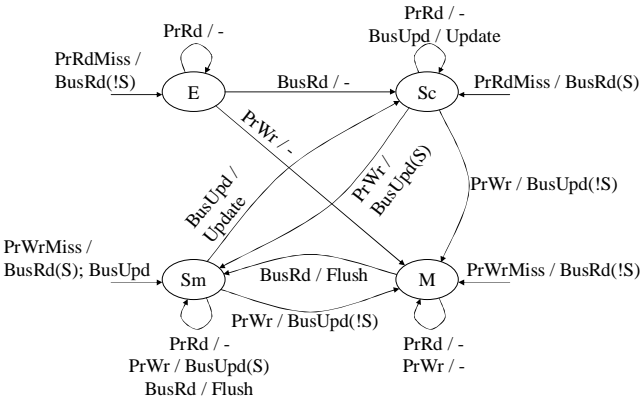 PrRd / -
PrRd / -
BusUpd / Update
PrRdMiss /
BusRd(!S)
E
BusRd / -
Sc
PrRdMiss / BusRd(S)
PrWr / -
PrWr /
BusUpd(S)
BusUpd /
Update
PrWr / BusUpd(!S)
PrWrMiss /
BusRd(S); BusUpd
Sm
BusRd / Flush
M
PrWrMiss / BusRd(!S)
PrWr / BusUpd(!S)
PrRd / -
PrWr / BusUpd(S)
BusRd / Flush
PrRd / -
PrWr / -